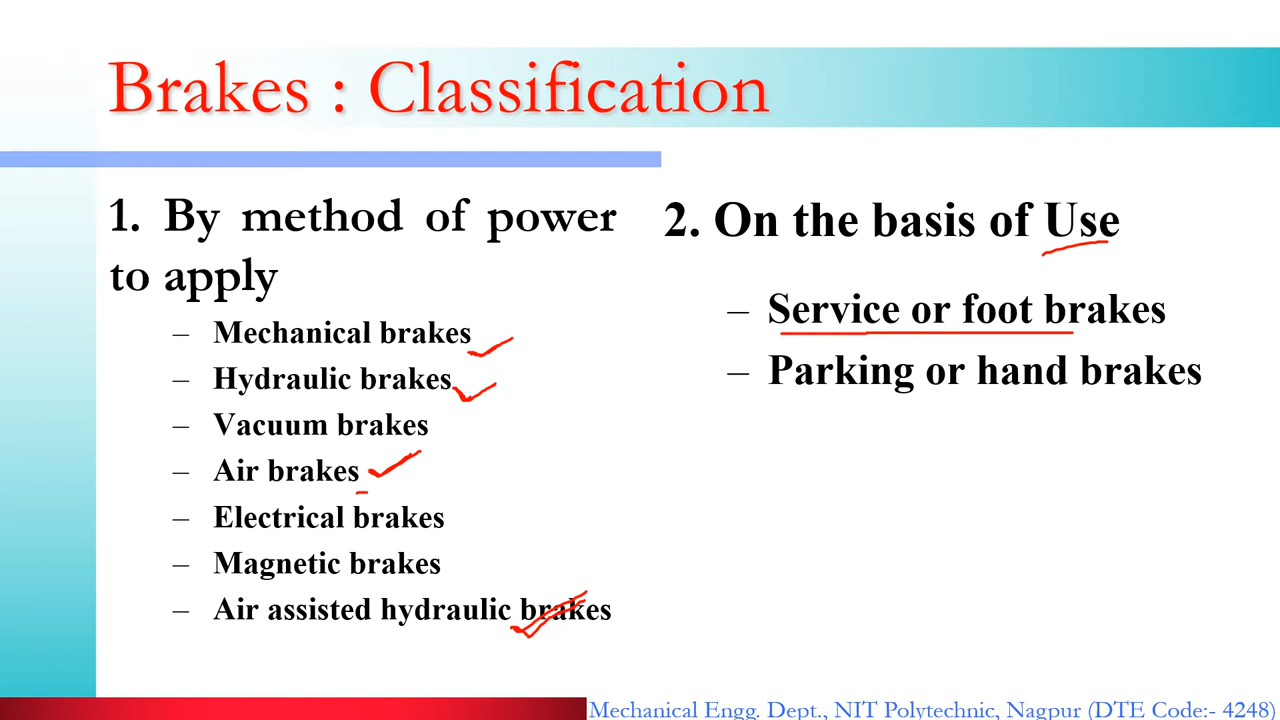 Brakes : Classification
1. By method of power
to apply
– Mechanical brakes
– Hydraulic brakes
– Vacuum brakes
– Air brakes
– Electrical brakes
– Magnetic brakes
– Air assisted hydraulic brakes
2. On the basis of Use
– Service or foot brakes
– Parking or hand brakes
Mechanical Engg. Dept., NIT Polytechnic, Nagpur (DTE Code:- 4248)